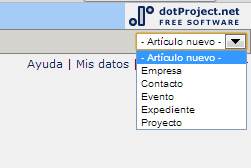 dotProject.net
FREE SOFTWARE
- Artículo nuevo -
- Artículo nuevo -
Ayuda | Mis datos |
Empresa
Contacto
Evento
Expediente
Proyecto